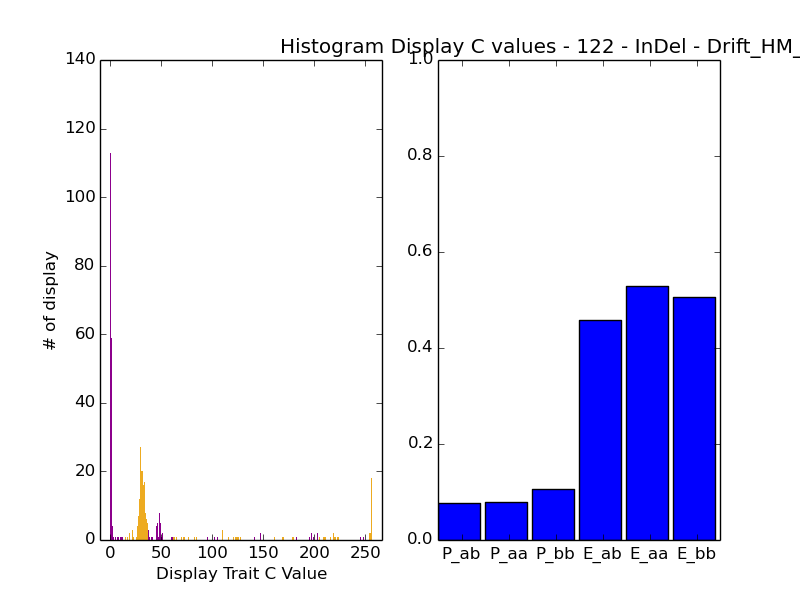 Histogram Display C values - 122 - InDel - Drift_HM_
140
120
100
80
60
40
20
0
# of display
0 50 100 150 200 250
Display Trait C Value
1.0
0.8
0.6
0.4
0.2
0.0
P_ab P_aa P_bb E_ab E_aa E_bb